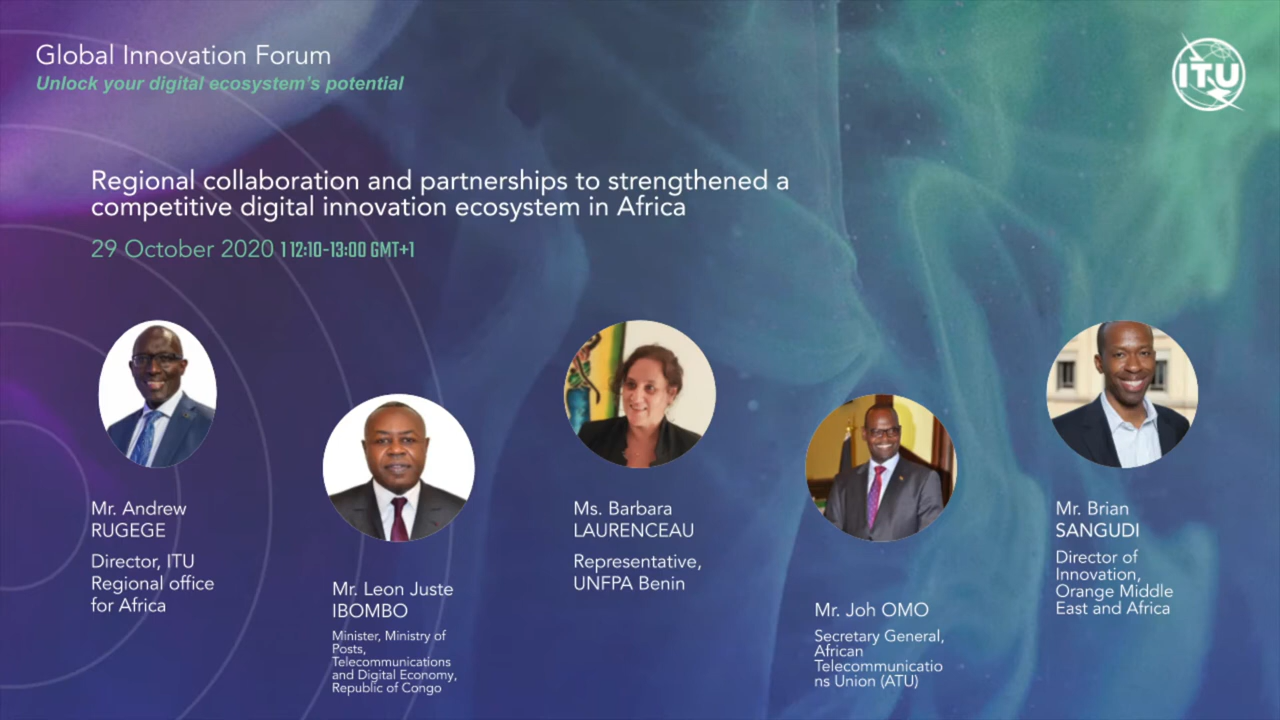 Global Innovation Forum
Unlock your digital ecosystem's potential
ITU
Regional collaboration and partnerships to strengthened a
competitive digital innovation ecosystem in Africa
29 October 2020 1 12:10-13:00 GMT+1
Mr. Andrew
RUGEGE
Director, ITU
Regional office
for Africa
Mr. Leon Juste
IBOMBO
Minister, Ministry of
Posts,
Telecommunications
and Digital Economy,
Republic of Congo
Ms. Barbara
LAURENCEAU
Representative,
UNFPA Benin
Mr. Joh OMO
Secretary General,
African
Telecommunicatio
ns Union (ATU)
Mr. Brian
SANGUDI
Director of
Innovation,
Orange Middle
East and Africa